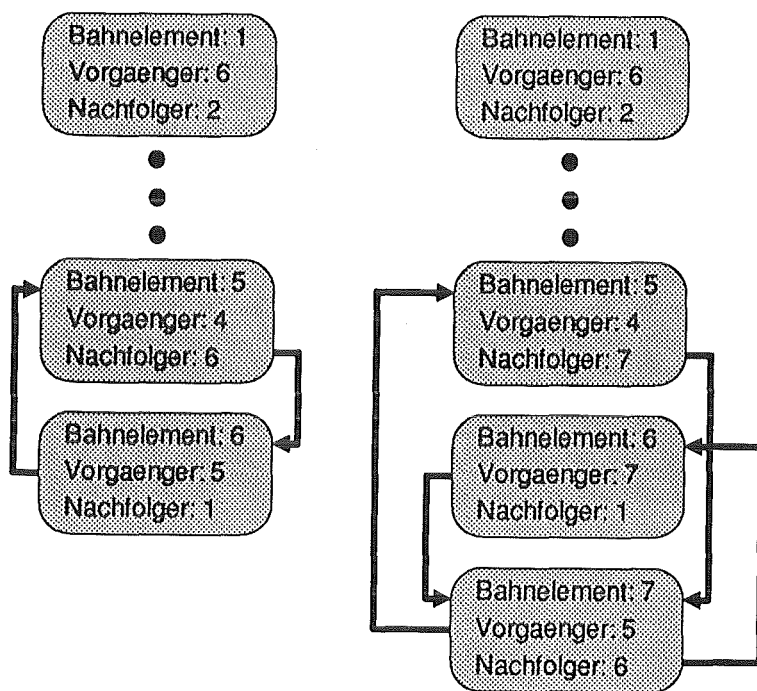 Bahnelement: 1
Vorgaenger: 6
Nachfolger: 2
Bahnelement: 5
Vorgaenger: 4
Nachfolger: 6
Bahnelement: 6
Vorgaenger: 5
Nachfolger: 1
Bahnelement: 1
Vorgaenger: 6
Nachfolger: 2
Bahnelement: 5
Vorgaenger: 4
Nachfolger: 7
Bahnelement: 6
Vorgaenger: 7
Nachfolger: 1
Bahnelement: 7
Vorgaenger: 5
Nachfolger: 6